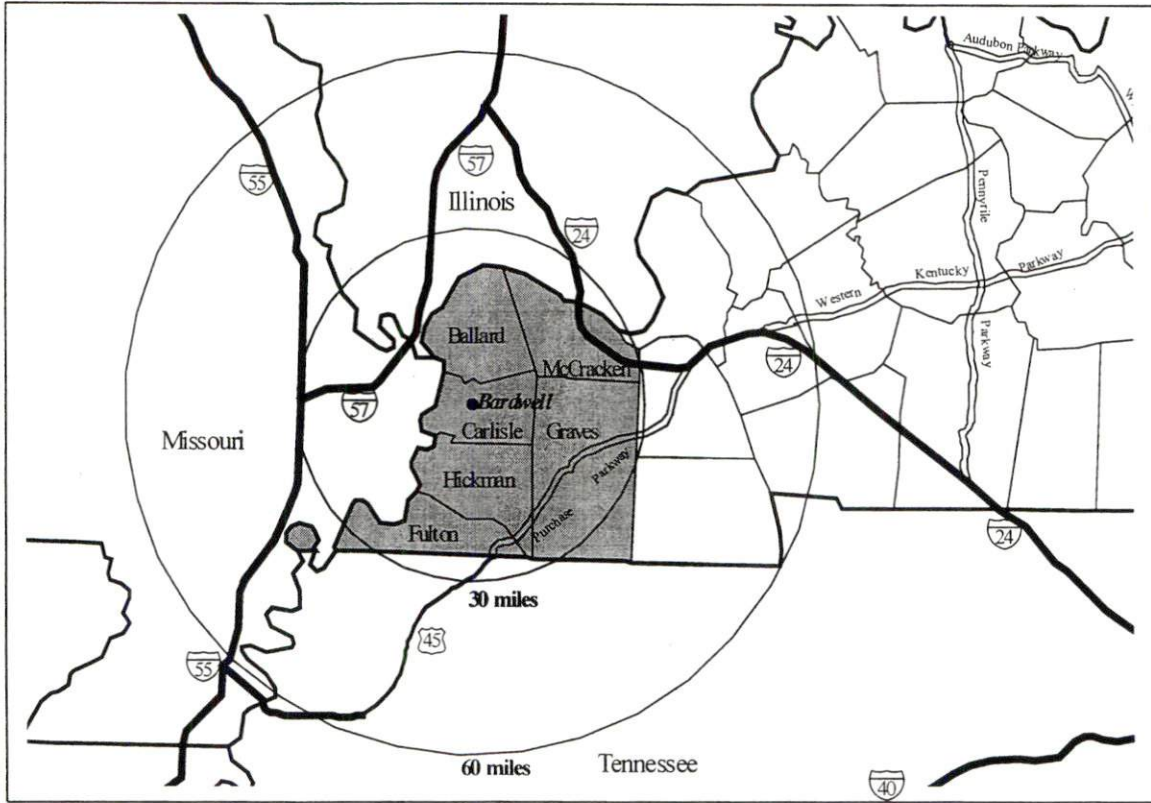 Audubon Parkway
55
57
Illinois
24
Pennyrile
Parkway
Western
Kentucky
Parkway
Ballard
McCracken
24
57
Bardwell
Missouri
Carlisle
Graves
Hickman
Parkway
Purchase
Fulton
24
30 miles
45
55
60 miles
Tennessee
40